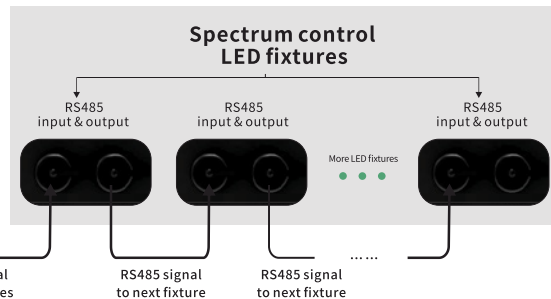 Spectrum control
LED fixtures
RS485
input & output
RS485
input & output
RS485
input & output
More LED fixtures
RS485 signal
to next fixture
RS485 signal
to next fixture
... ...